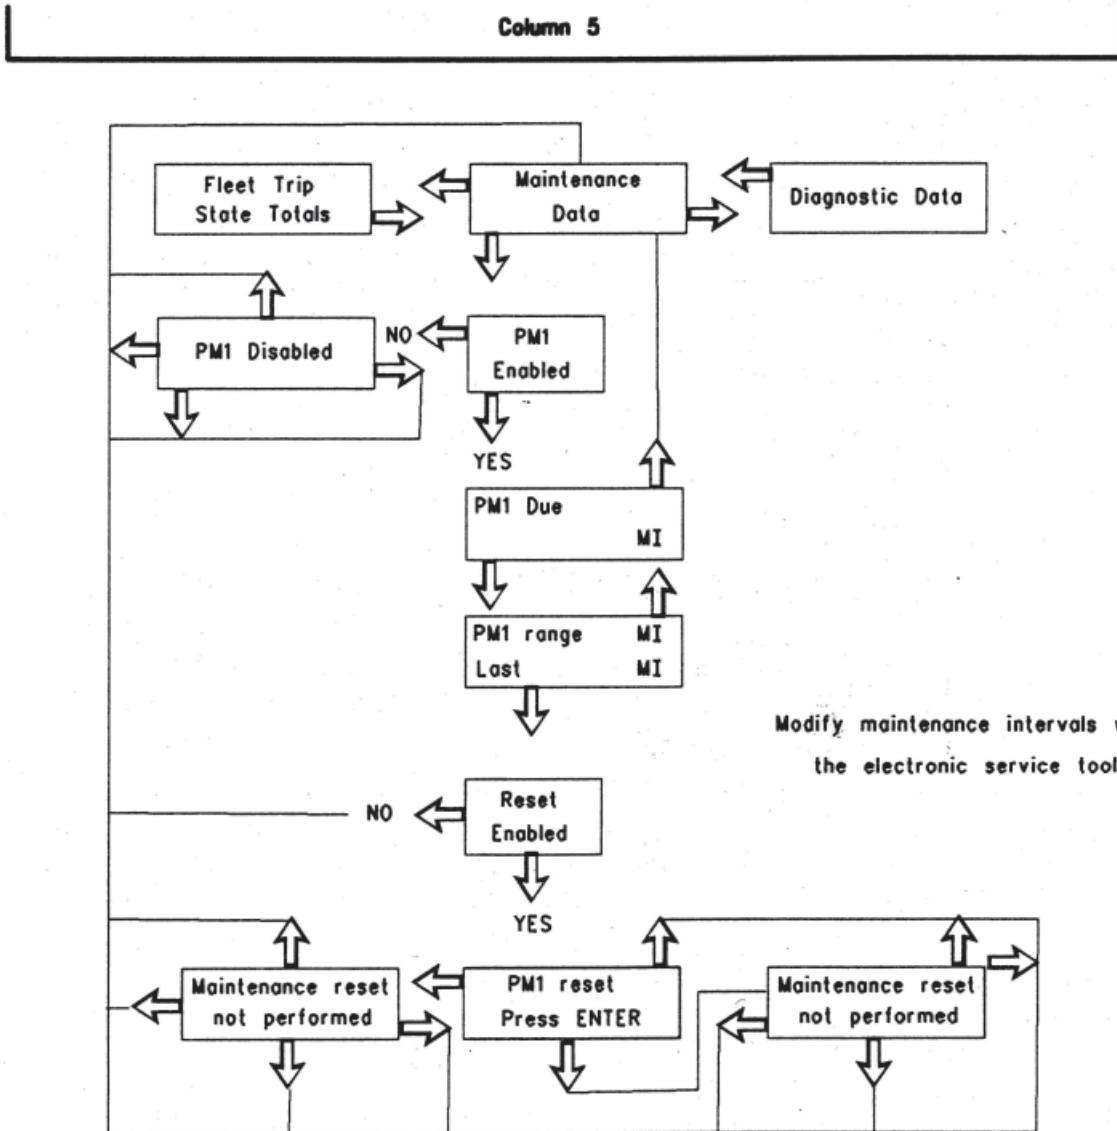 Column 5
Fleet Trip
State Totals
Maintenance
Data
Diagnostic Data
PM1 Disabled
NO
PM1
Enabled
YES
PM1 Due
MI
PM1 range MI
Last MI
Modify maintenance intervals
the electronic service tool
NO
Reset
Enabled
YES
Maintenance reset
not performed
PM1 reset
Press ENTER
Maintenance reset
not performed